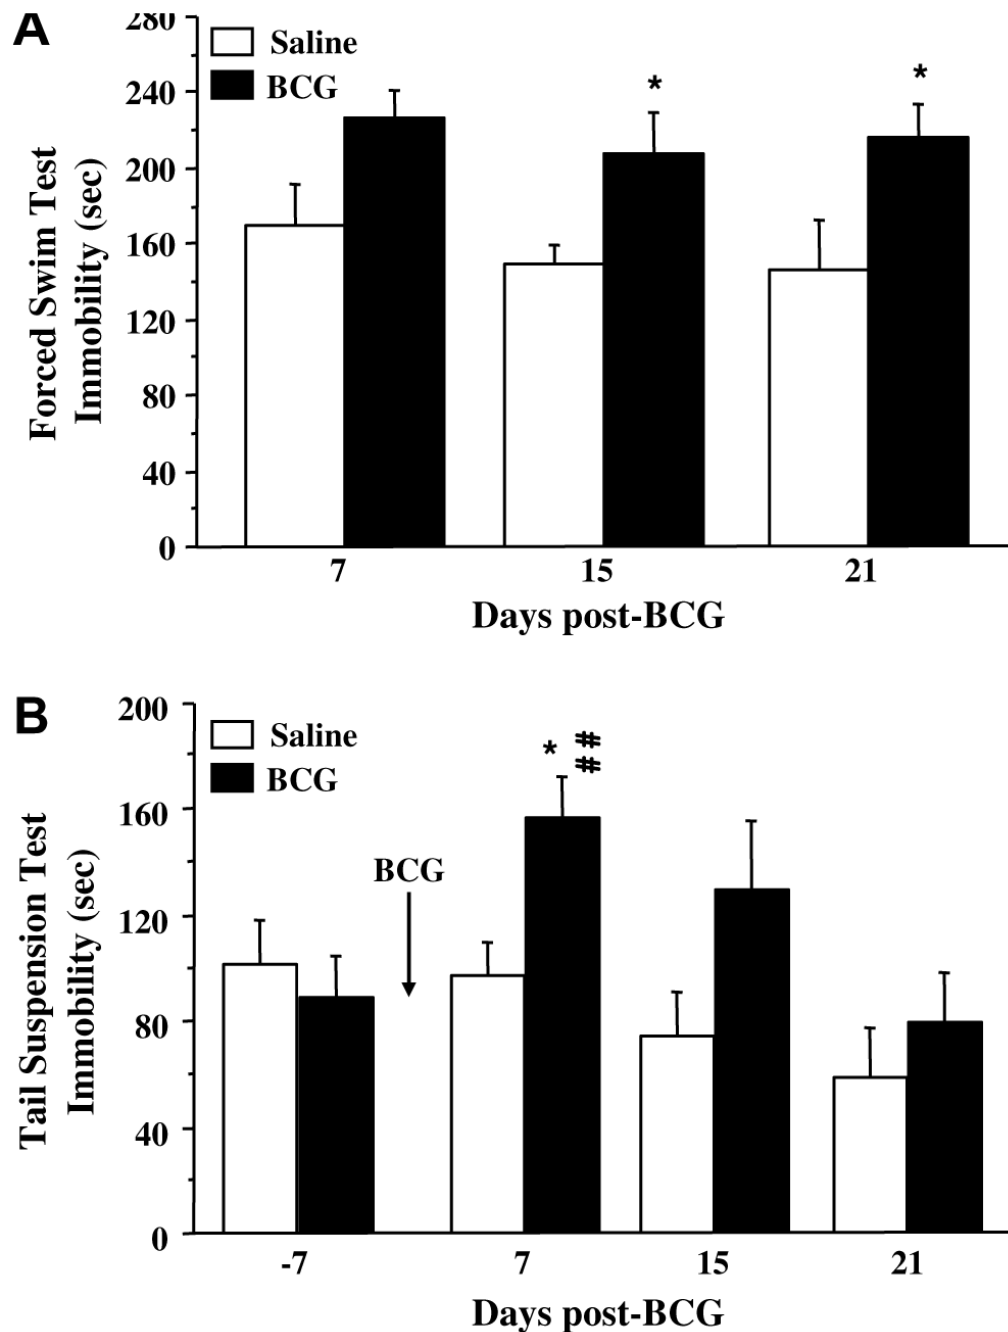 A
Saline
BCG
280
240
200
160
120
80
40
0
* *
Forced Swim Test
Immobility (sec)
7 15 21
Days post-BCG
B
Saline
BCG
200
160
120
80
40
0
BCG
* ##
Tail Suspension Test
Immobility (sec)
-7 7 15 21
Days post-BCG